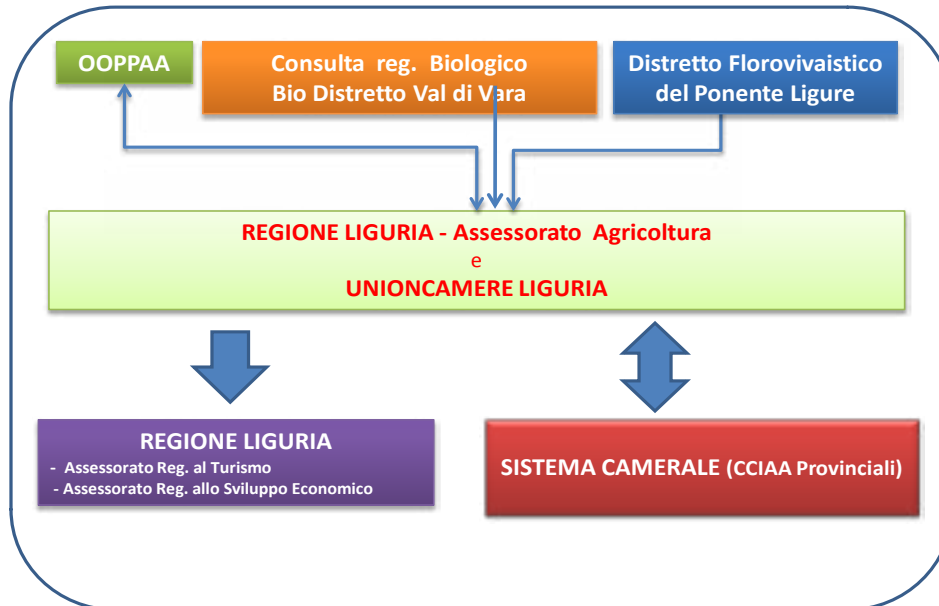 OOPPAA
Consulta reg. Biologico
Bio Distretto Val di Vara
Distretto Florovivaistico
del Ponente Ligure
REGIONE LIGURIA - Assessorato Agricoltura
e
UNIONCAMERE LIGURIA
REGIONE LIGURIA
- Assessorato Reg. al Turismo
- Assessorato Reg. allo Sviluppo Economico
SISTEMA CAMERALE (CCIAA Provinciali)